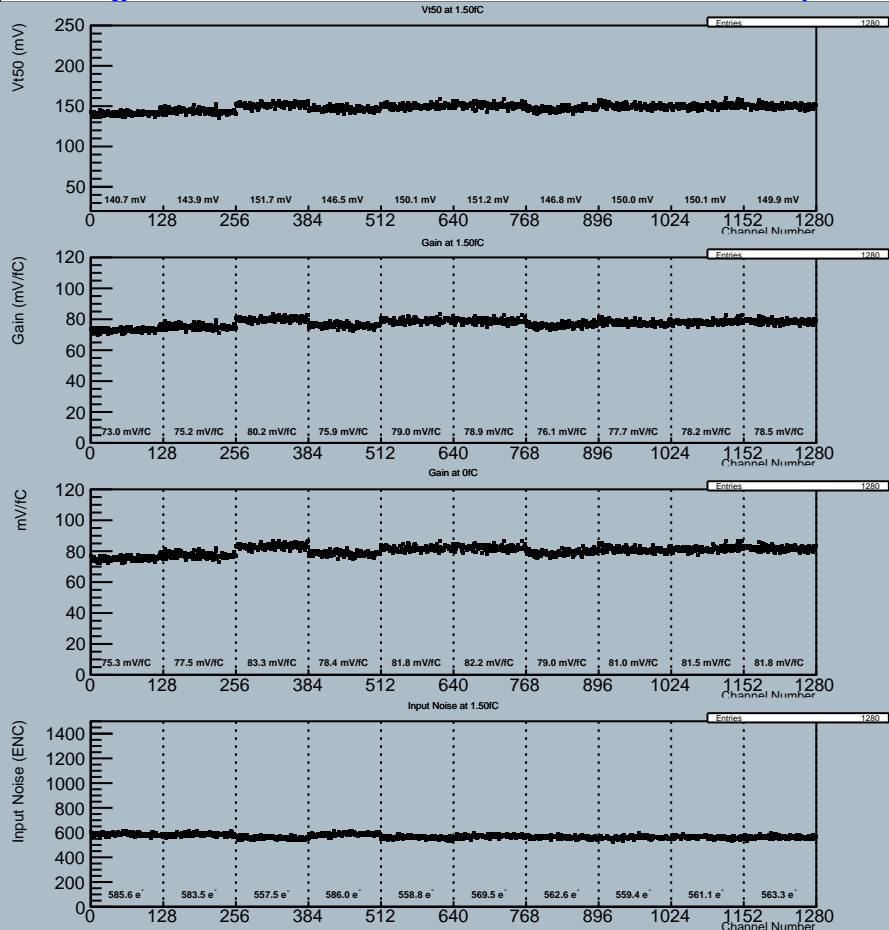 Vt50 at 1.50fC
Entries 1280
Vt50 (mV)
250
200
150
100
50
140.7 mV 143.9 mV 151.7 mV 146.5 mV 150.1 mV 151.2 mV 146.8 mV 150.0 mV 150.1 mV 149.9 mV
0 128 256 384 512 640 768 896 1024 1152 1280
Channel Number
Gain at 1.50fC
Entries 1280
Gain (mV/fC)
120
100
80
60
40
20
0
73.0 mV/fC 75.2 mV/fC 80.2 mV/fC 75.9 mV/fC 79.0 mV/fC 78.9 mV/fC 76.1 mV/fC 77.7 mV/fC 78.2 mV/fC 78.5 mV/fC
0 128 256 384 512 640 768 896 1024 1152 1280
Channel Number
Gain at 0fC
Entries 1280
mV/fC
120
100
80
60
40
20
0
75.3 mV/fC 77.5 mV/fC 83.3 mV/fC 78.4 mV/fC 81.8 mV/fC 82.2 mV/fC 79.0 mV/fC 81.0 mV/fC 81.5 mV/fC 81.8 mV/fC
0 128 256 384 512 640 768 896 1024 1152 1280
Channel Number
Input Noise at 1.50fC
Entries 1280
Input Noise (ENC)
1400
1200
1000
800
600
400
200
0
585.6 e⁻ 583.5 e⁻ 557.5 e⁻ 586.0 e⁻ 558.8 e⁻ 569.5 e⁻ 562.6 e⁻ 559.4 e⁻ 561.1 e⁻ 563.3 e⁻
0 128 256 384 512 640 768 896 1024 1152 1280
Channel Number